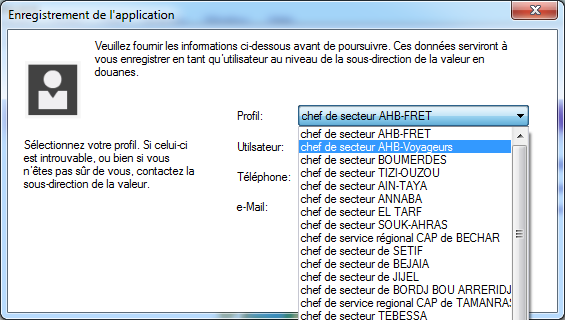 Enregistrement de l'application
Veuillez fournir les informations ci-dessous avant de poursuivre. Ces données serviront à
vous enregistrer en tant qu'utilisateur au niveau de la sous-direction de la valeur en
douanes.
Profil:
chef de secteur AHB-FRET
Sélectionnez votre profil. Si celui-ci
est introuvable, ou bien si vous
n'êtes pas sûr de vous, contactez la
sous-direction de la valeur.
Utilsateur:
Téléphone:
e-Mail:
chef de secteur AHB-FRET
chef de secteur AHB-Voyageurs
chef de secteur BOUMERDES
chef de secteur TIZI-OUZOU
chef de secteur AIN-TAYA
chef de secteur ANNABA
chef de secteur EL TARF
chef de secteur SOUK-AHRAS
chef de service régional CAP de BECHAR
chef de secteur de SETIF
chef de secteur de BEJAIA
chef de secteur de JIJEL
chef de secteur de BORDJ BOU ARRERIDJ
chef de service régional CAP de TAMANRAS
chef de secteur TEBESSA